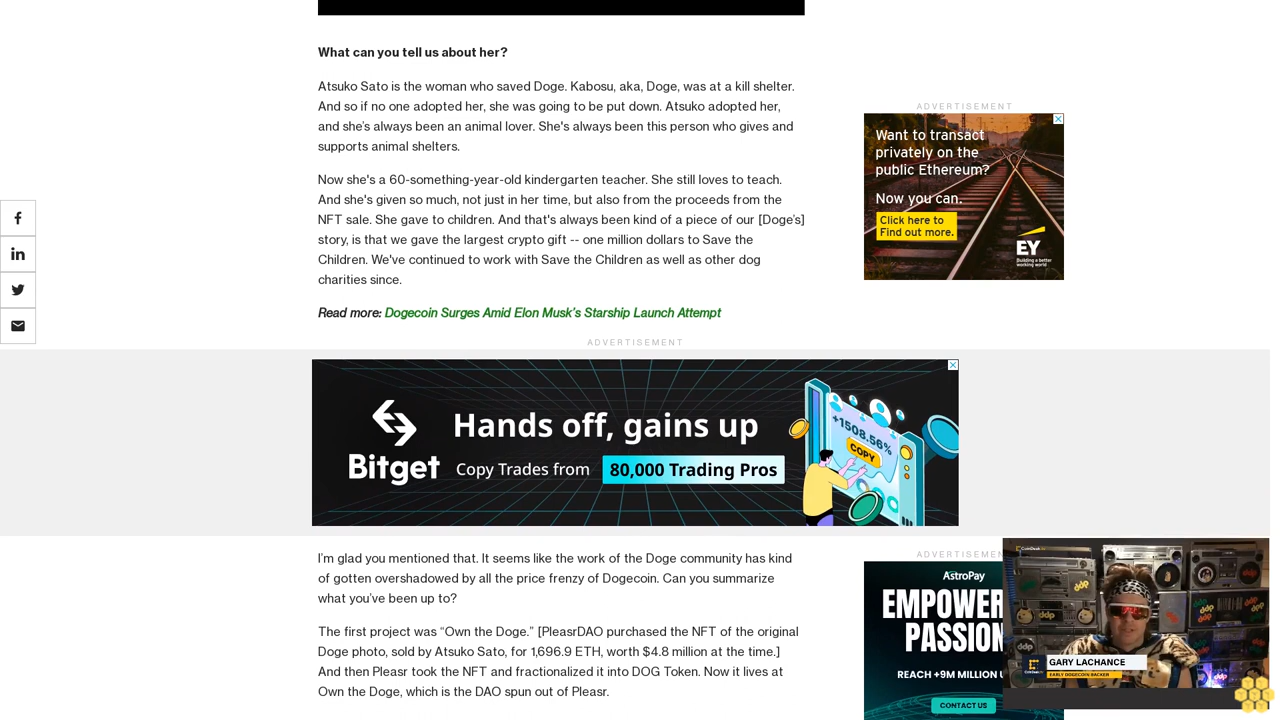 What can you tell us about her?
Atsuko Sato is the woman who saved Doge. Kabosu, aka, Doge, was at a kill shelter.
And so if no one adopted her, she was going to be put down. Atsuko adopted her,
and she's always been an animal lover. She's always been this person who gives and
supports animal shelters.
Now she's a 60-something-year-old kindergarten teacher. She still loves to teach.
And she's given so much, not just in her time, but also from the proceeds from the
NFT sale. She gave to children. And that's always been kind of a piece of our [Doge's]
story, is that we gave the largest crypto gift -- one million dollars to Save the
Children. We've continued to work with Save the Children as well as other dog
charities since.
Read more: Dogecoin Surges Amid Elon Musk's Starship Launch Attempt
ADVERTISEMENT
Want to transact
privately on the
public Ethereum?
Now you can.
Click here to
Find out more.
EY
Building a better
working world
ADVERTISEMENT
Bitget
Hands off, gains up
Copy Trades from
80,000 Trading Pros
+1508.56%
COPY
I'm glad you mentioned that. It seems like the work of the Doge community has kind
of gotten overshadowed by all the price frenzy of Dogecoin. Can you summarize
what you've been up to?
The first project was “Own the Doge.” [PleasrDAO purchased the NFT of the original
Doge photo, sold by Atsuko Sato, for 1,696.9 ETH, worth $4.8 million at the time.]
And then Pleasr took the NFT and fractionalized it into DOG Token. Now it lives at
Own the Doge, which is the DAO spun out of Pleasr.
ADVERTISEMEN
AstroPay
EMPOWER
PASSION
REACH +9M MILLION U
CONTACT US
CoinDesk
ddp
ddp
ddp
ddp
ddp
GARY LACHANCE
EARLY DOGECOIN BACKER